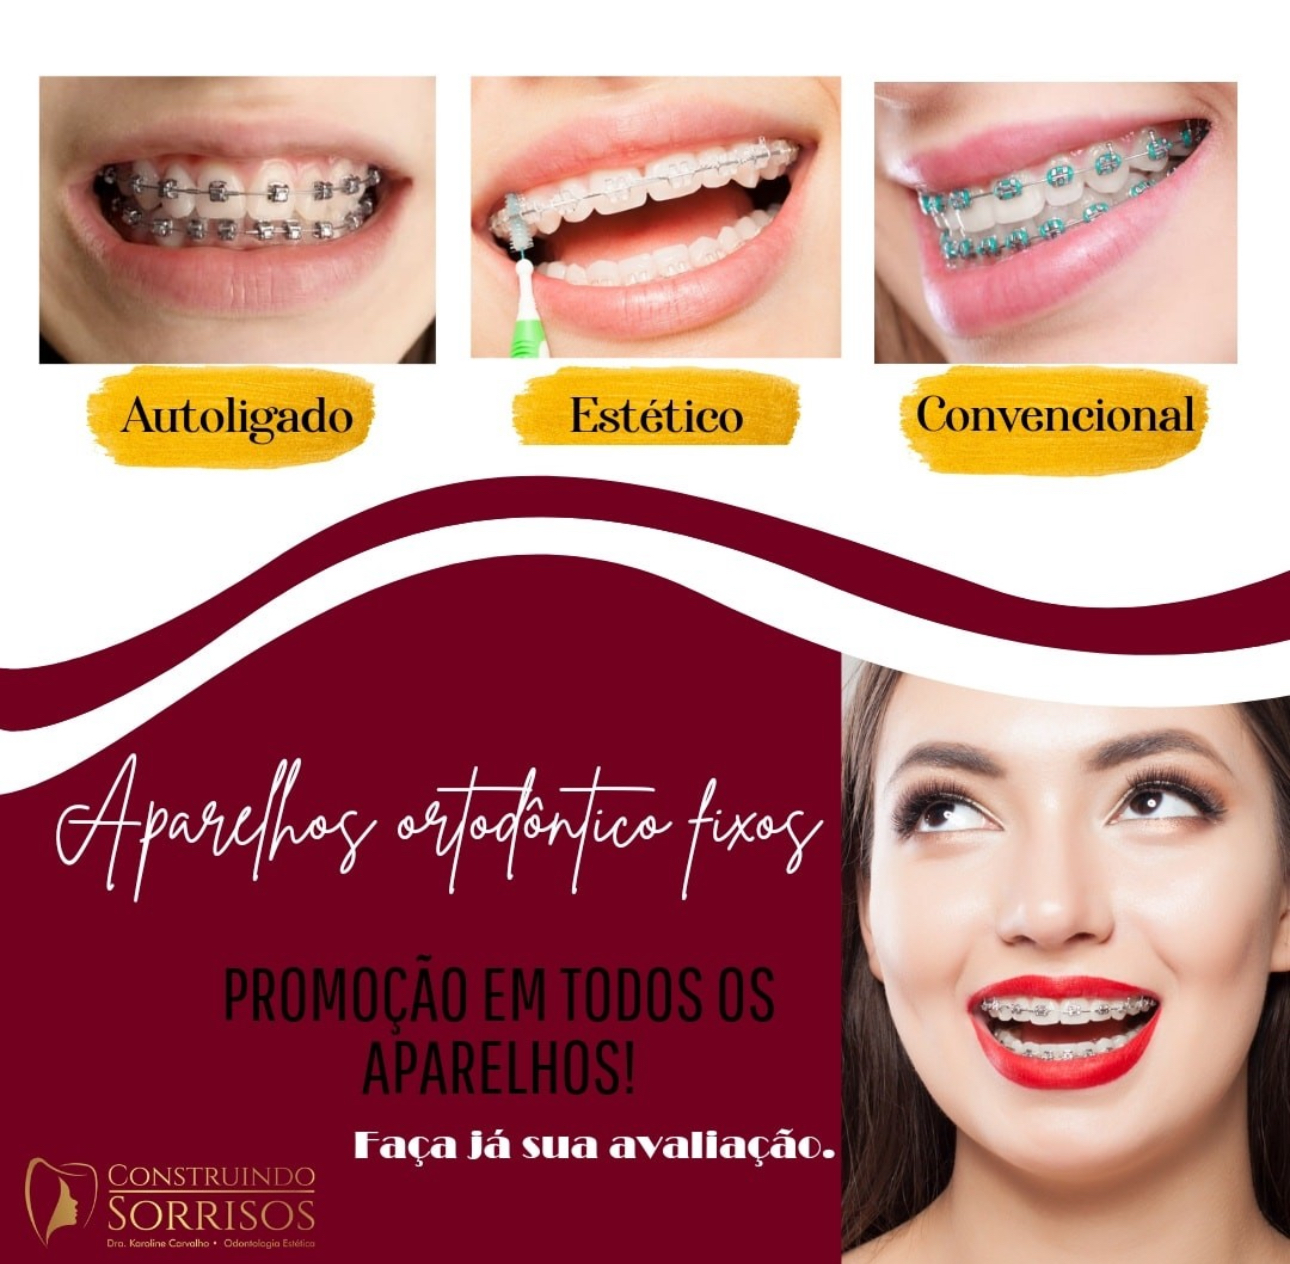 Autoligado
Estético
Convencional
Aparelhos ortodôntico fixos
PROMOÇÃO EM TODOS OS
APARELHOS!
Faça já sua avaliação.
CONSTRUINDO
SORRISOS
Dra. Karoline Carvalho • Odontologia Estética